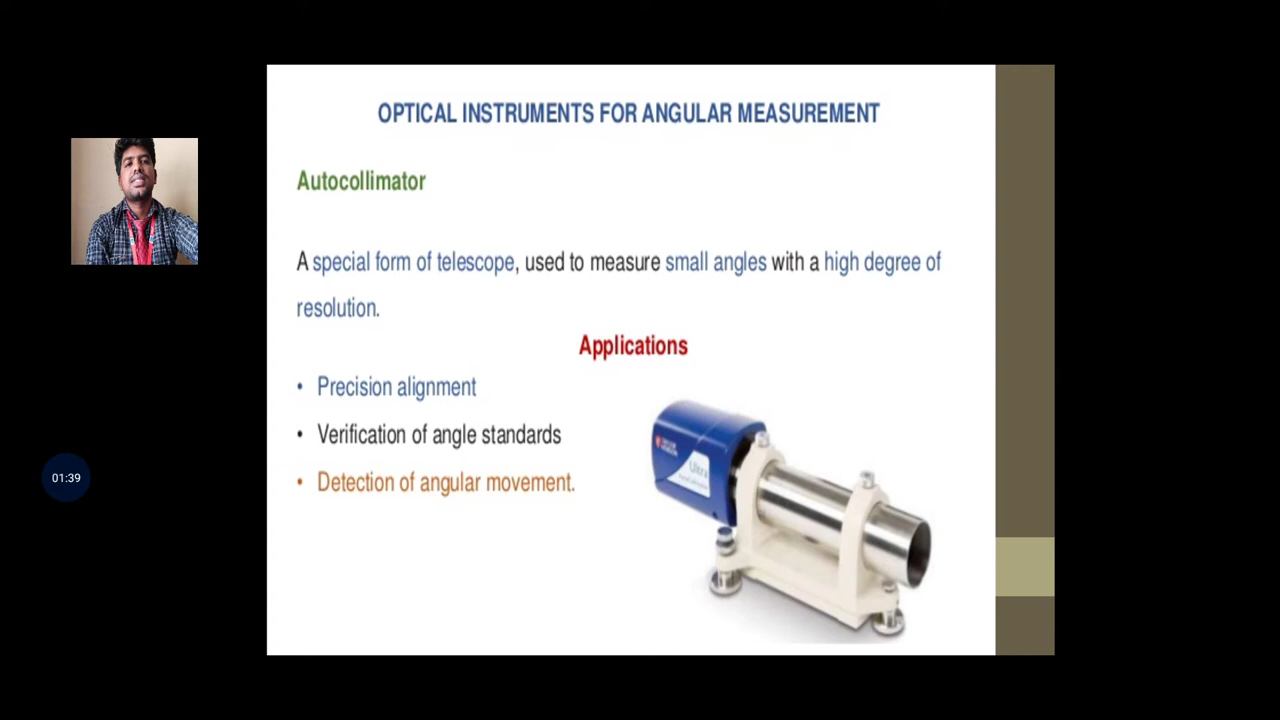 OPTICAL INSTRUMENTS FOR ANGULAR MEASUREMENT
Autocollimator
A special form of telescope, used to measure small angles with a high degree of
resolution.
Applications
• Precision alignment
• Verification of angle standards
• Detection of angular movement.
Ultra
01:39